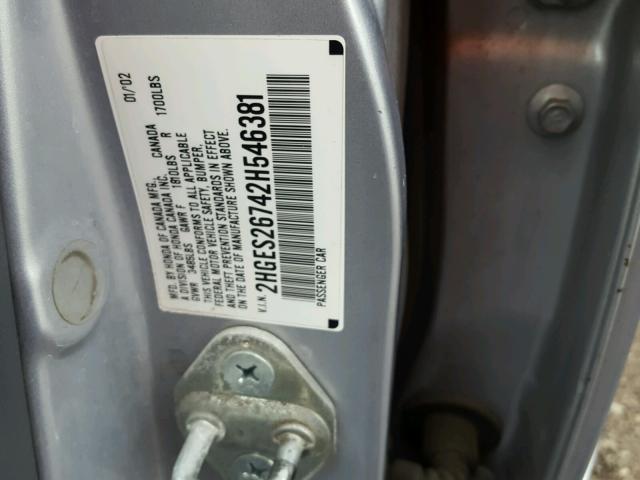 MFD. BY HONDA OF CANADA MFG., CANADA 01/02
A DIVISION OF HONDA CANADA INC.
GVWR 3485LBS GAWR F 1810LBS R 1700LBS
THIS VEHICLE CONFORMS TO ALL APPLICABLE
FEDERAL MOTOR VEHICLE SAFETY, BUMPER,
AND THEFT PREVENTION STANDARDS IN EFFECT
ON THE DATE OF MANUFACTURE SHOWN ABOVE.
V.I.N. 2HGES26742H546381
PASSENGER CAR